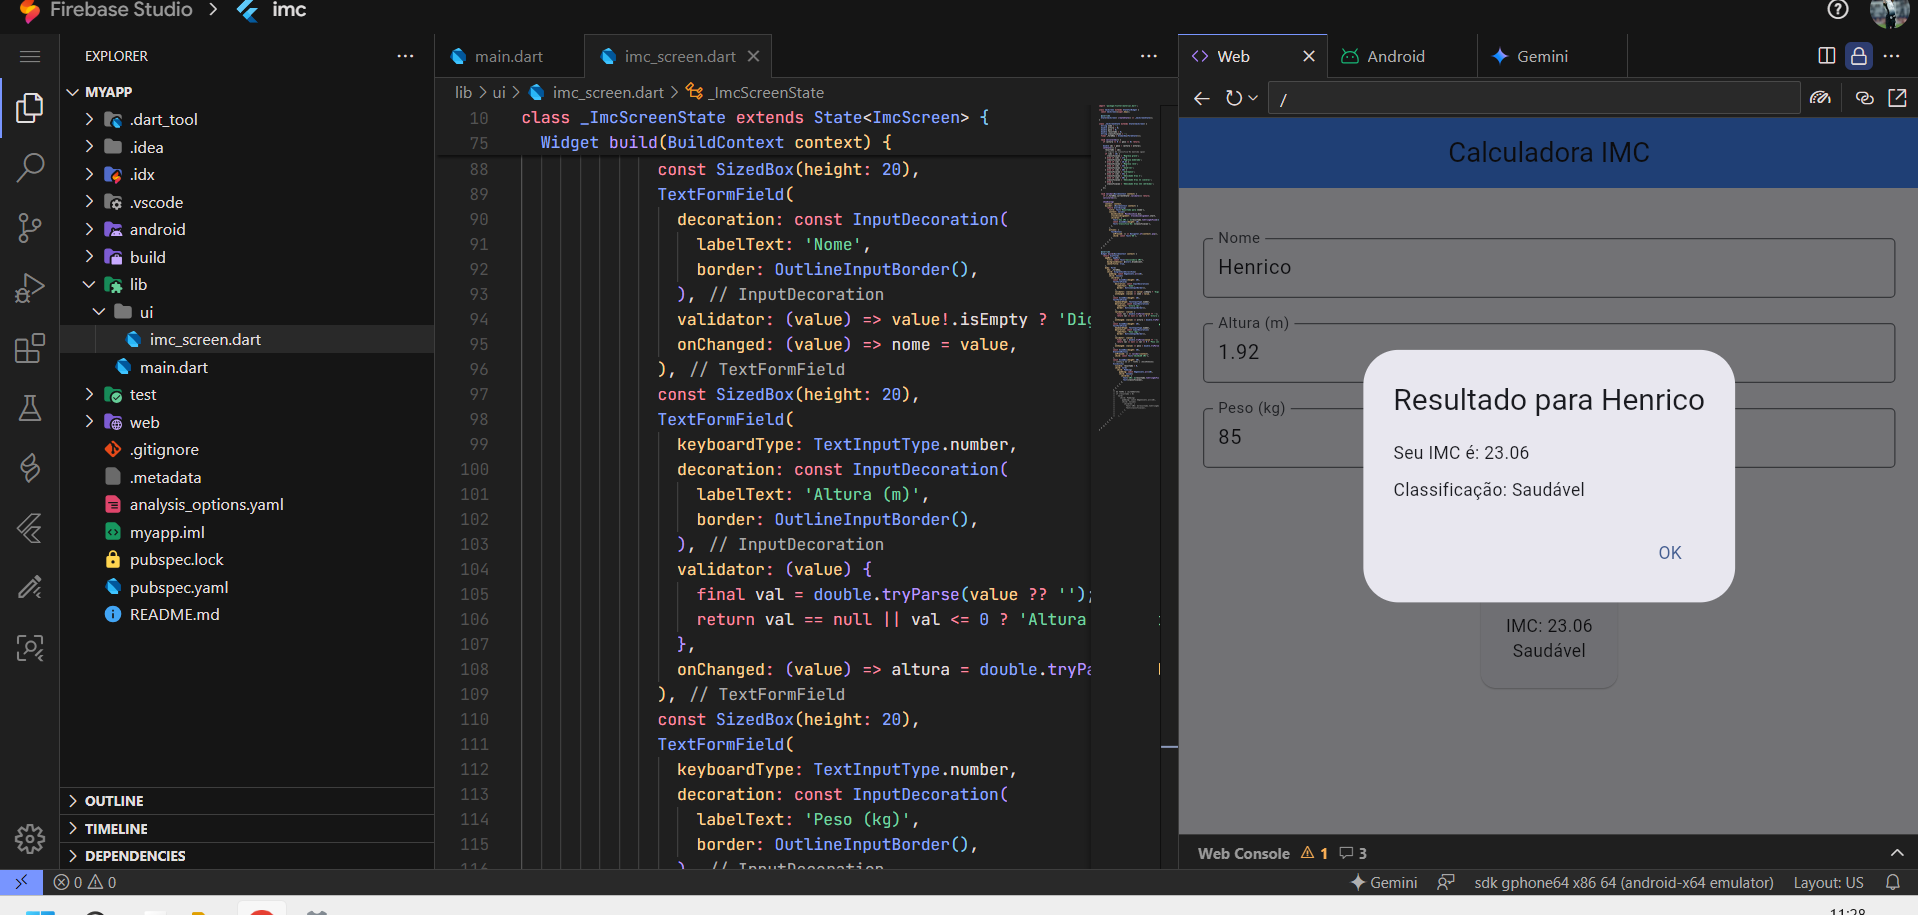 Firebase Studio > imc
EXPLORER
MYAPP
.dart_tool
.idea
.idx
.vscode
android
build
lib
ui
imc_screen.dart
main.dart
test
web
.gitignore
.metadata
analysis_options.yaml
myapp.iml
pubspec.lock
pubspec.yaml
README.md
OUTLINE
TIMELINE
DEPENDENCIES
main.dart
imc_screen.dart
lib > ui > imc_screen.dart > _ImcScreenState
10 class _ImcScreenState extends State<ImcScreen> {
75 Widget build(BuildContext context) {
88 const SizedBox(height: 20),
89 TextFormField(
90 decoration: const InputDecoration(
91 labelText: 'Nome',
92 border: OutlineInputBorder(),
93 ), // InputDecoration
94 validator: (value) => value!.isEmpty ? 'Dig
95 onChanged: (value) => nome = value,
96 ), // TextFormField
97 const SizedBox(height: 20),
98 TextFormField(
99 keyboardType: TextInputType.number,
100 decoration: const InputDecoration(
101 labelText: 'Altura (m)',
102 border: OutlineInputBorder(),
103 ), // InputDecoration
104 validator: (value) {
105 final val = double.tryParse(value ?? '');
106 return val == null || val <= 0 ? 'Altura
107 },
108 onChanged: (value) => altura = double.tryPa
109 ), // TextFormField
110 const SizedBox(height: 20),
111 TextFormField(
112 keyboardType: TextInputType.number,
113 decoration: const InputDecoration(
114 labelText: 'Peso (kg)',
115 border: OutlineInputBorder(),
116 ), // InputDecoration
Web
Android
Gemini
/
Calculadora IMC
Nome
Henrico
Altura (m)
1.92
Peso (kg)
85
Resultado para Henrico
Seu IMC é: 23.06
Classificação: Saudável
OK
IMC: 23.06
Saudável
Web Console 1 3
0 0
Gemini
sdk gphone64 x86 64 (android-x64 emulator)
Layout: US
11:28